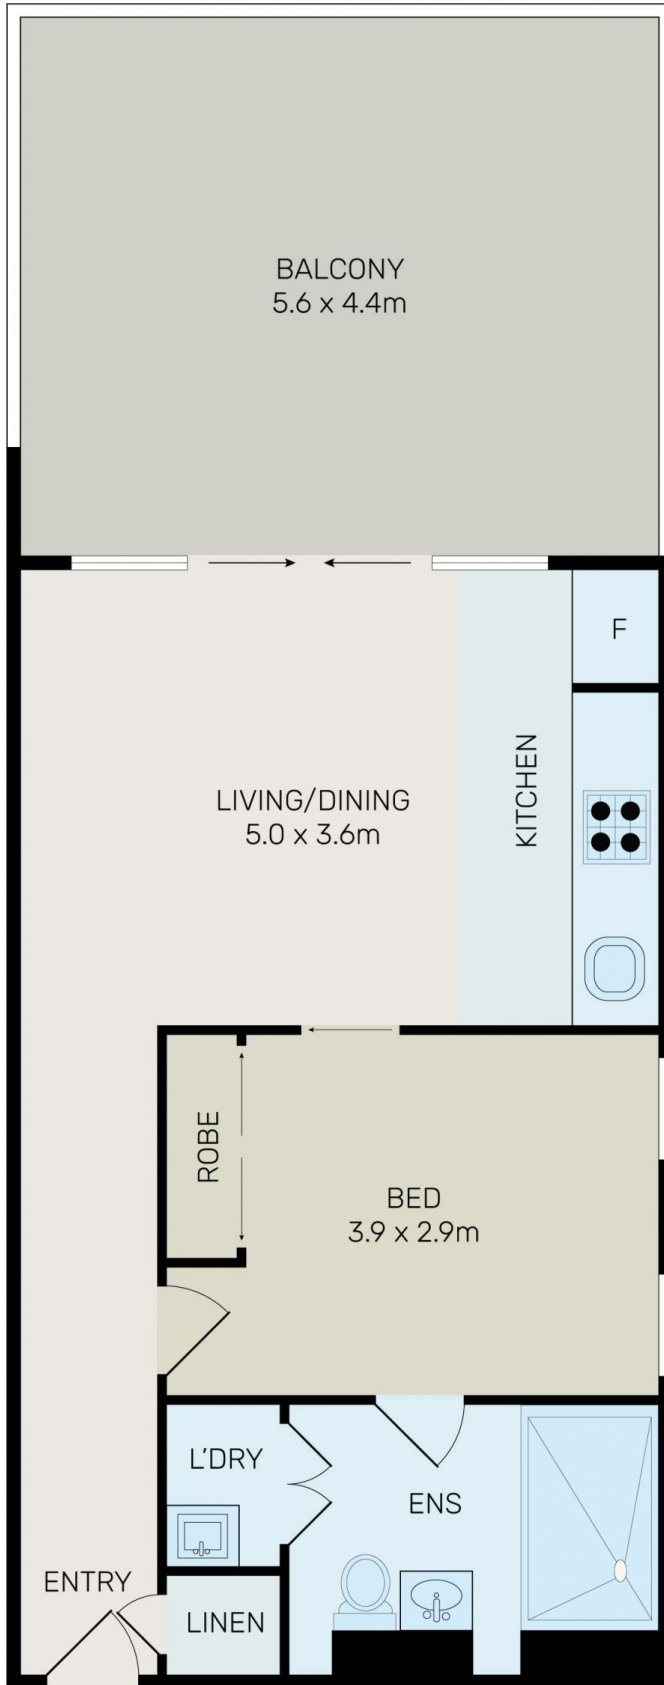 BALCONY
5.6 x 4.4m
F
KITCHEN
LIVING/DINING
5.0 x 3.6m
ROBE
BED
3.9 x 2.9m
L'DRY
ENS
ENTRY
LINEN